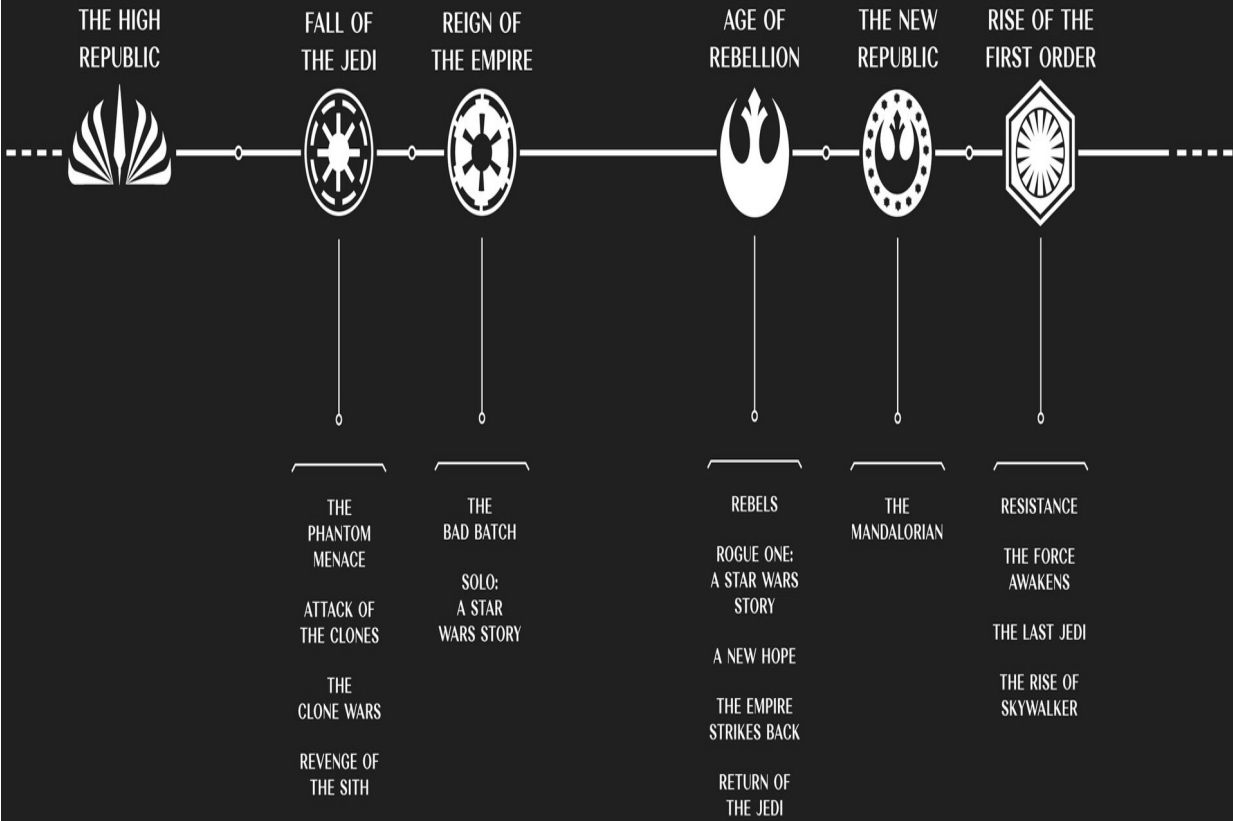 THE HIGH
REPUBLIC
FALL OF
THE JEDI
REIGN OF
THE EMPIRE
AGE OF
REBELLION
THE NEW
REPUBLIC
RISE OF THE
FIRST ORDER
THE
PHANTOM
MENACE
ATTACK OF
THE CLONES
THE
CLONE WARS
REVENGE OF
THE SITH
THE
BAD BATCH
SOLO:
A STAR
WARS STORY
REBELS
ROGUE ONE:
A STAR WARS
STORY
A NEW HOPE
THE EMPIRE
STRIKES BACK
RETURN OF
THE JEDI
THE
MANDALORIAN
RESISTANCE
THE FORCE
AWAKENS
THE LAST JEDI
THE RISE OF
SKYWALKER